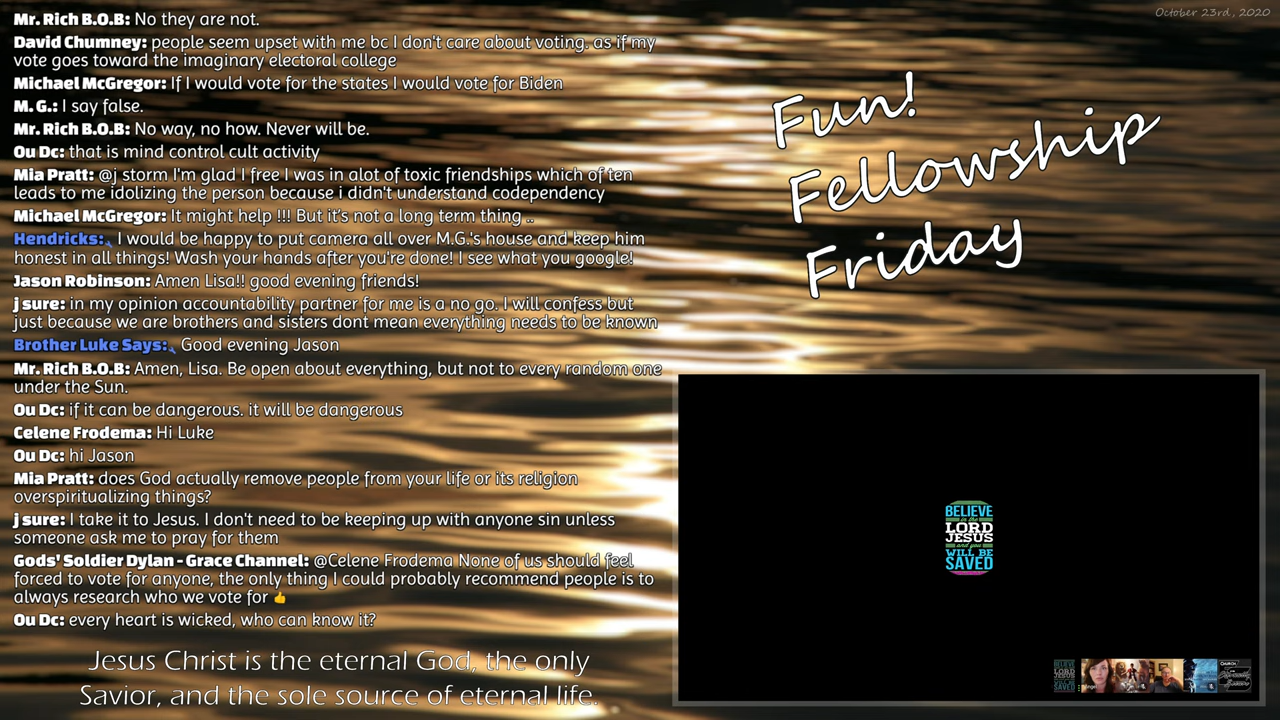 Mr. Rich B.O.B: No they are not.
David Chumney: people seem upset with me bc I don't care about voting. as if my
vote goes toward the imaginary electoral college
Michael McGregor: If I would vote for the states I would vote for Biden
M. G.: I say false.
Mr. Rich B.O.B: No way, no how. Never will be.
Ou Dc: that is mind control cult activity
Mia Pratt: @j storm I'm glad I free I was in alot of toxic friendships which of ten
leads to me idolizing the person because i didn't understand codependency
Michael McGregor: It might help !!! But it's not a long term thing ..
Hendricks: I would be happy to put camera all over M.G.'s house and keep him
honest in all things! Wash your hands after you're done! I see what you google!
Jason Robinson: Amen Lisa!! good evening friends!
j sure: in my opinion accountability partner for me is a no go. I will confess but
just because we are brothers and sisters dont mean everything needs to be known
Brother Luke Says: Good evening Jason
Mr. Rich B.O.B: Amen, Lisa. Be open about everything, but not to every random one
under the Sun.
Ou Dc: if it can be dangerous. it will be dangerous
Celene Frodema: Hi Luke
Ou Dc: hi Jason
Mia Pratt: does God actually remove people from your life or its religion
overspiritualizing things?
j sure: I take it to Jesus. I don't need to be keeping up with anyone sin unless
someone ask me to pray for them
Gods' Soldier Dylan - Grace Channel: @Celene Frodema None of us should feel
forced to vote for anyone, the only thing I could probably recommend people is to
always research who we vote for 👍
Ou Dc: every heart is wicked, who can know it?
Jesus Christ is the eternal God, the only
Savior, and the sole source of eternal life.
October 23rd, 2020
Fun!
Fellowship
Friday
BELIEVE
in the
LORD
JESUS
and you
WILL BE
SAVED